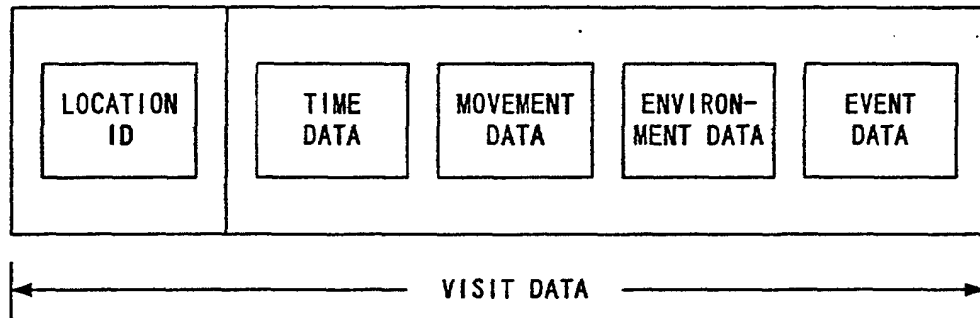 LOCATION
ID
TIME
DATA
MOVEMENT
DATA
ENVIRON-
MENT DATA
EVENT
DATA
VISIT DATA